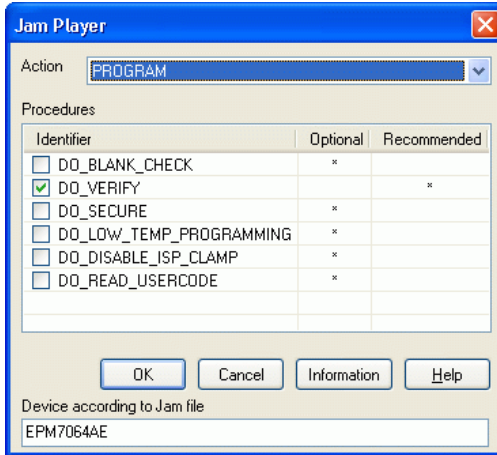 Jam Player
Action PROGRAM
Procedures
Identifier Optional Recommended
DO_BLANK_CHECK *
DO_VERIFY *
DO_SECURE *
DO_LOW_TEMP_PROGRAMMING *
DO_DISABLE_ISP_CLAMP *
DO_READ_USERCODE *
OK Cancel Information Help
Device according to Jam file
EPM7064AE